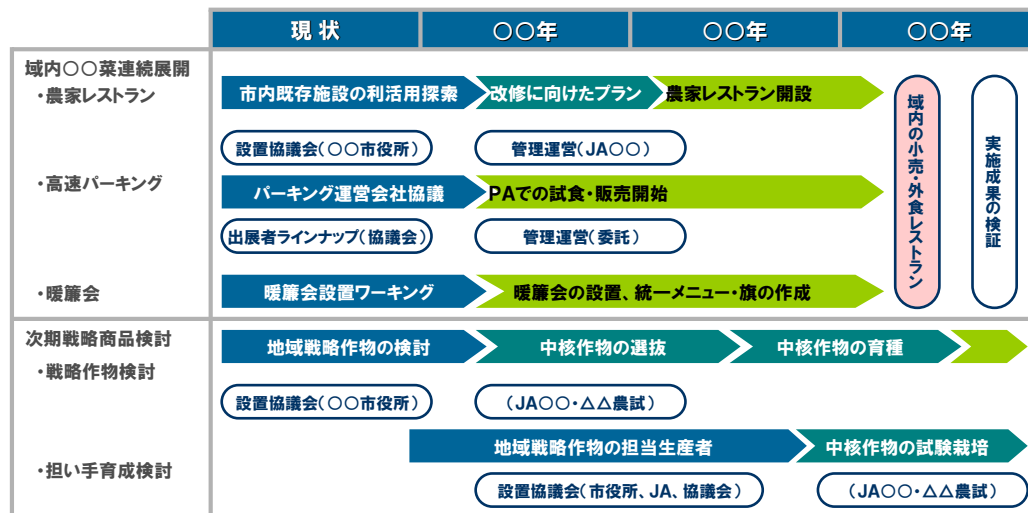 現状 〇〇年 〇〇年 〇〇年
域内〇〇菜連続展開
・農家レストラン
市内既存施設の利活用探索 改修に向けたプラン 農家レストラン開設
設置協議会(〇〇市役所) 管理運営(JA〇〇)
・高速パーキング
パーキング運営会社協議 PAでの試食・販売開始
出展者ラインナップ(協議会) 管理運営(委託)
・暖簾会
暖簾会設置ワーキング 暖簾会の設置、統一メニュー・旗の作成
域内の小売・外食レストラン
実施成果の検証
次期戦略商品検討
・戦略作物検討
地域戦略作物の検討 中核作物の選抜 中核作物の育種
設置協議会(〇〇市役所) (JA〇〇・△△農試)
・担い手育成検討
地域戦略作物の担当生産者 中核作物の試験栽培
設置協議会(市役所、JA、協議会) (JA〇〇・△△農試)